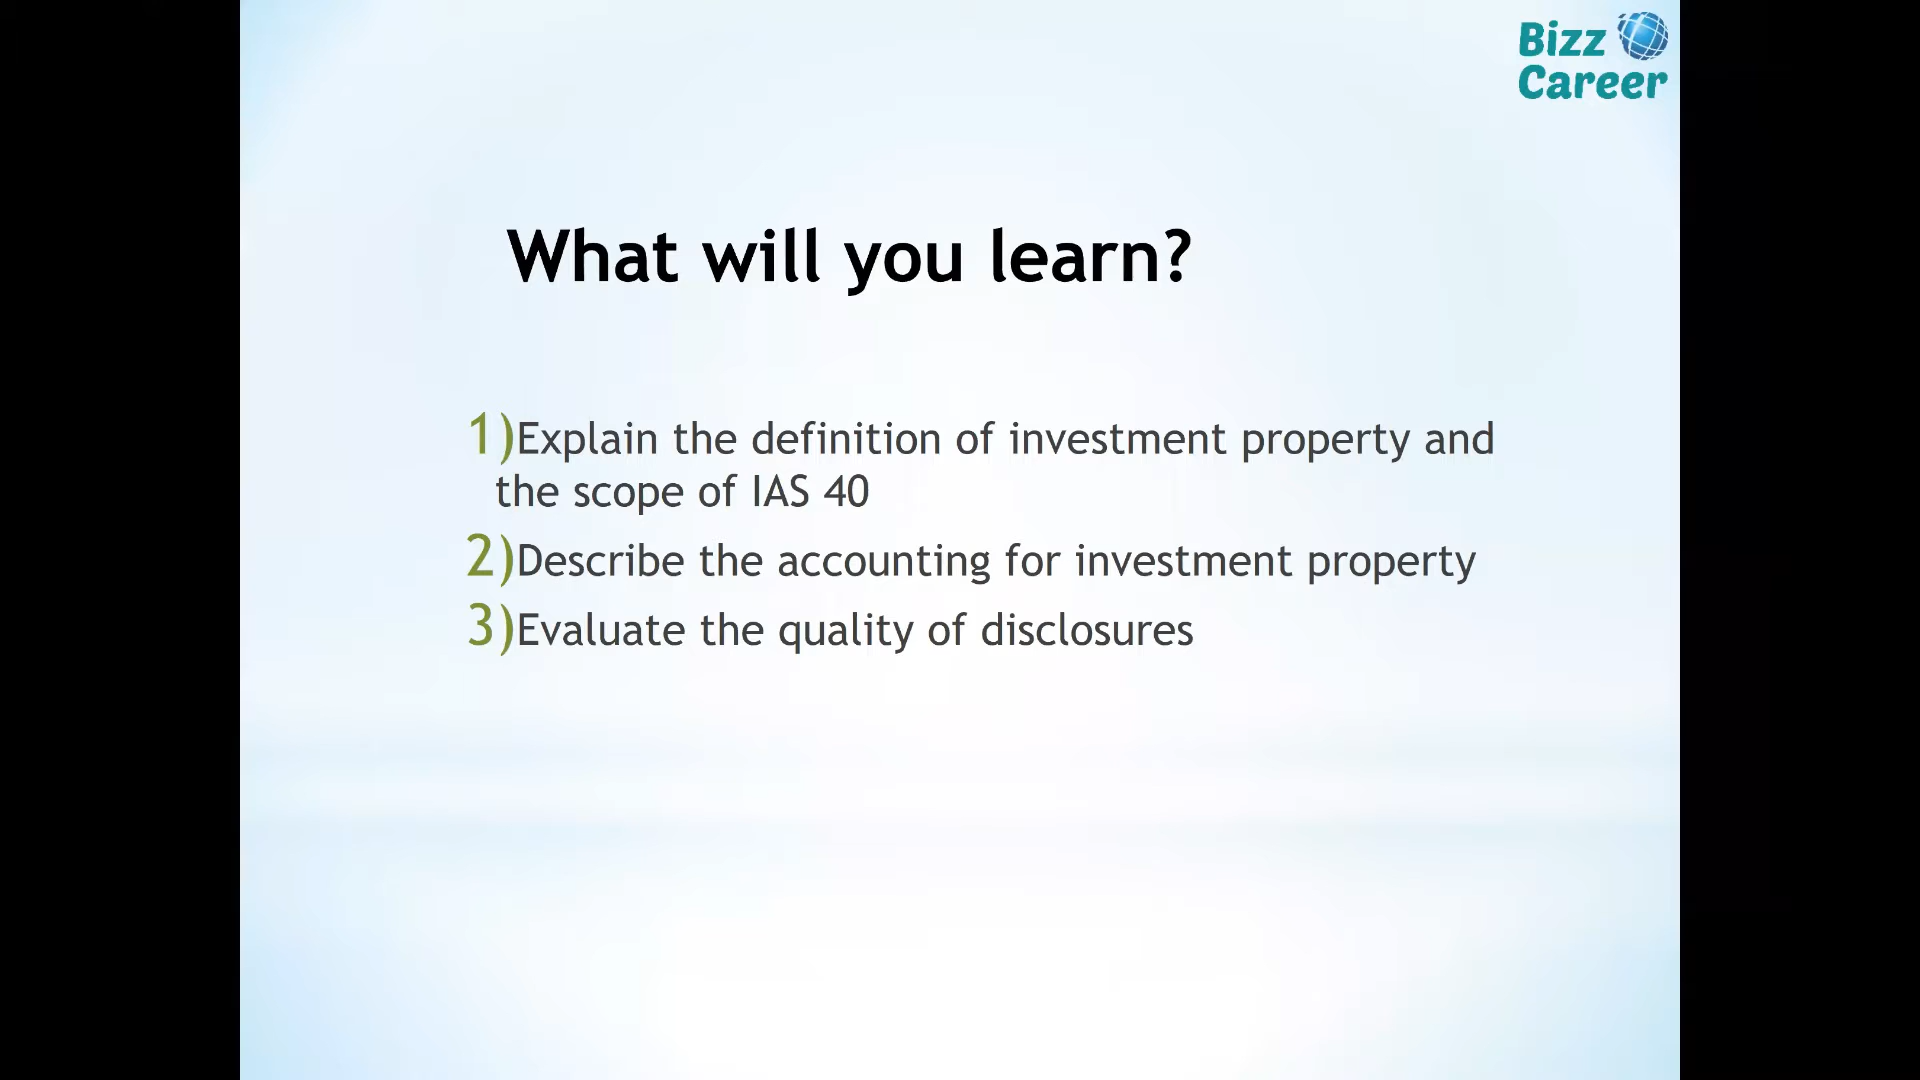 Bizz
Career
What will you learn?
1)Explain the definition of investment property and
the scope of IAS 40
2)Describe the accounting for investment property
3)Evaluate the quality of disclosures